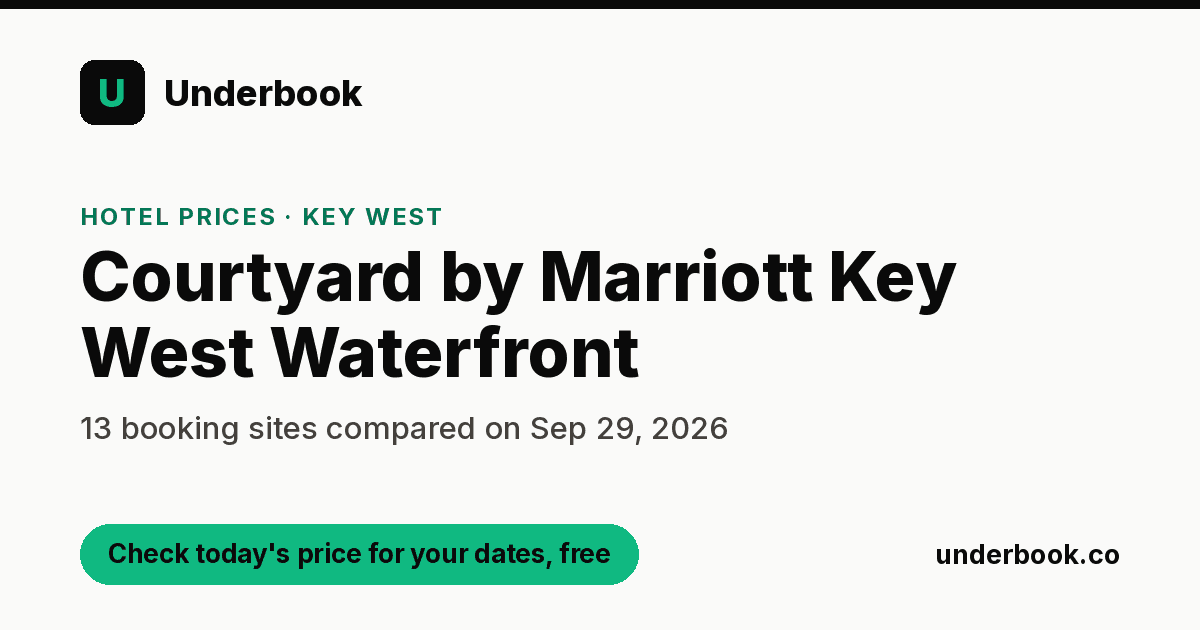 U
Underbook
HOTEL PRICES · KEY WEST
Courtyard by Marriott Key
West Waterfront
13 booking sites compared on Sep 29, 2026
Check today's price for your dates, free
underbook.co